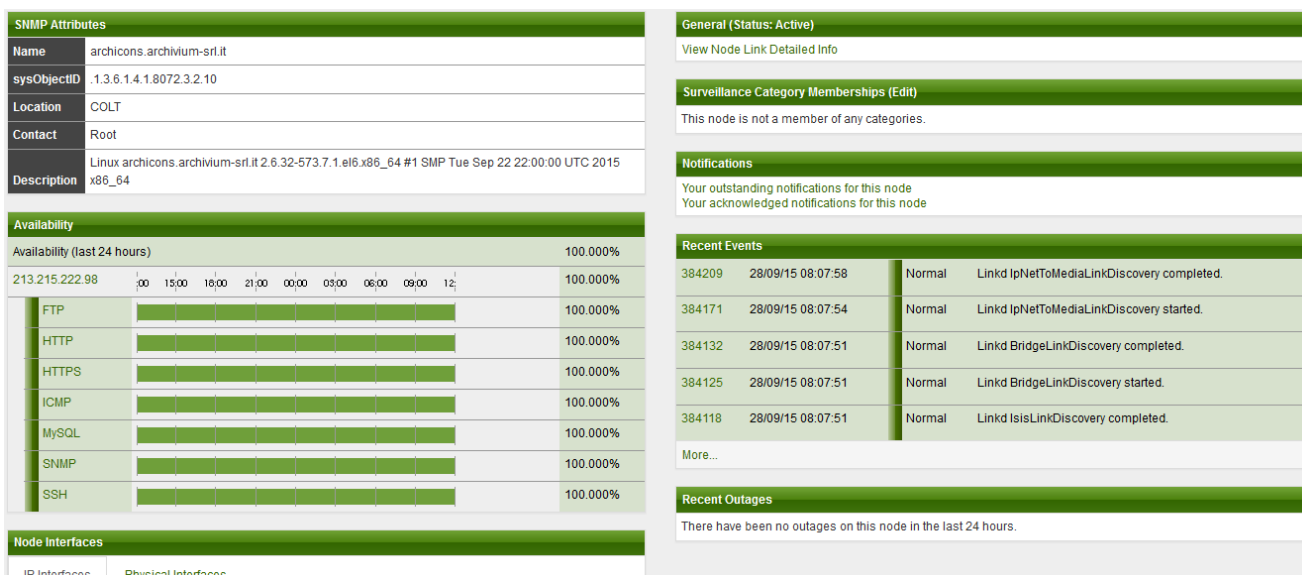 SNMP Attributes
Name archicons.archivium-srl.it
sysObjectID .1.3.6.1.4.1.8072.3.2.10
Location COLT
Contact Root
Description Linux archicons.archivium-srl.it 2.6.32-573.7.1.el6.x86_64 #1 SMP Tue Sep 22 22:00:00 UTC 2015
x86_64
Availability
Availability (last 24 hours) 100.000%
213.215.222.98 :00 15:00 18:00 21:00 00:00 03:00 06:00 09:00 12: 100.000%
FTP 100.000%
HTTP 100.000%
HTTPS 100.000%
ICMP 100.000%
MySQL 100.000%
SNMP 100.000%
SSH 100.000%
Node Interfaces
IP Interfaces Physical Interfaces
General (Status: Active)
View Node Link Detailed Info
Surveillance Category Memberships (Edit)
This node is not a member of any categories.
Notifications
Your outstanding notifications for this node
Your acknowledged notifications for this node
Recent Events
384209 28/09/15 08:07:58 Normal Linkd IpNetToMediaLinkDiscovery completed.
384171 28/09/15 08:07:54 Normal Linkd IpNetToMediaLinkDiscovery started.
384132 28/09/15 08:07:51 Normal Linkd BridgeLinkDiscovery completed.
384125 28/09/15 08:07:51 Normal Linkd BridgeLinkDiscovery started.
384118 28/09/15 08:07:51 Normal Linkd IsisLinkDiscovery completed.
More...
Recent Outages
There have been no outages on this node in the last 24 hours.